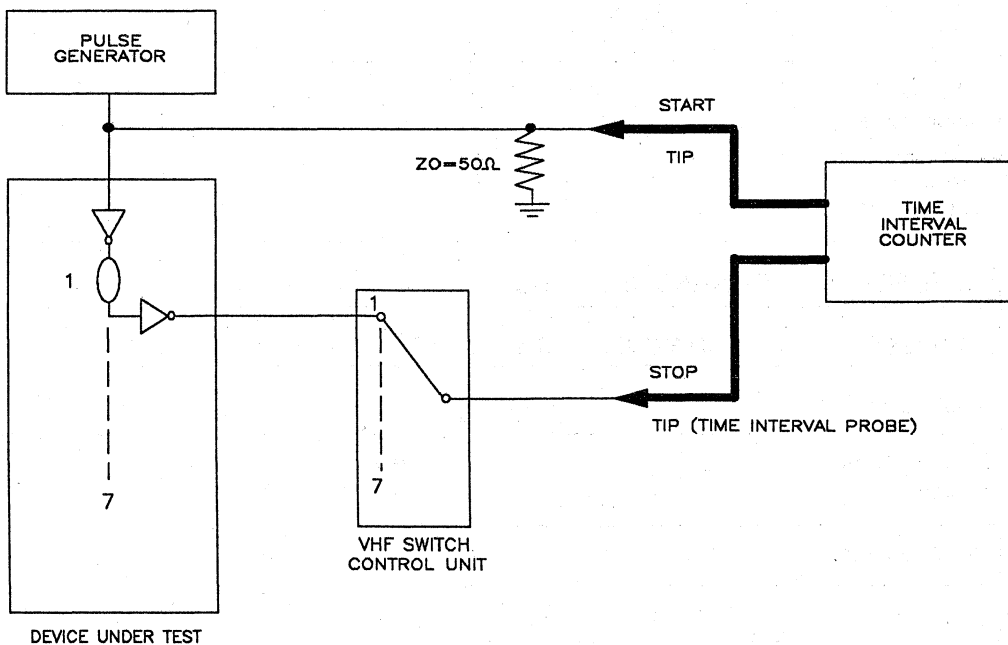 PULSE
GENERATOR
START
TIP
ZO=50Ω
TIME
INTERVAL
COUNTER
1
1
STOP
TIP (TIME INTERVAL PROBE)
7
7
VHF SWITCH
CONTROL UNIT
DEVICE UNDER TEST